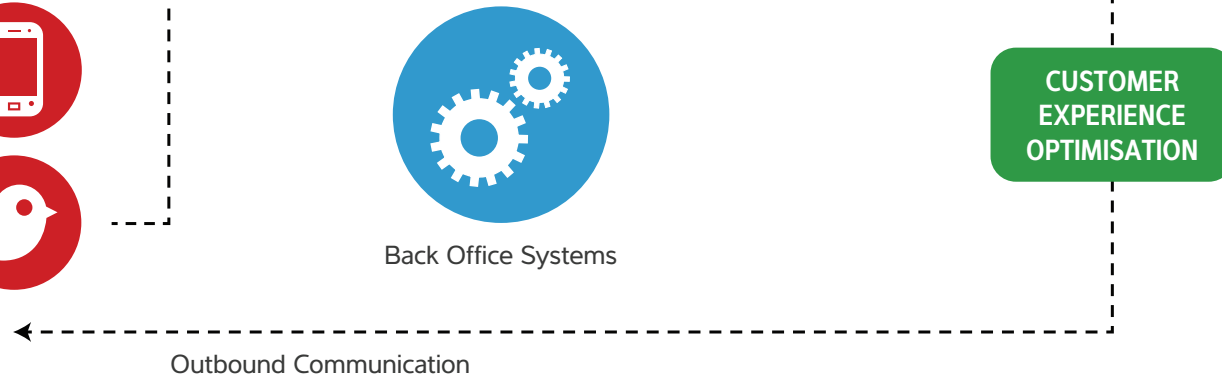 CUSTOMER
EXPERIENCE
OPTIMISATION
Back Office Systems
Outbound Communication